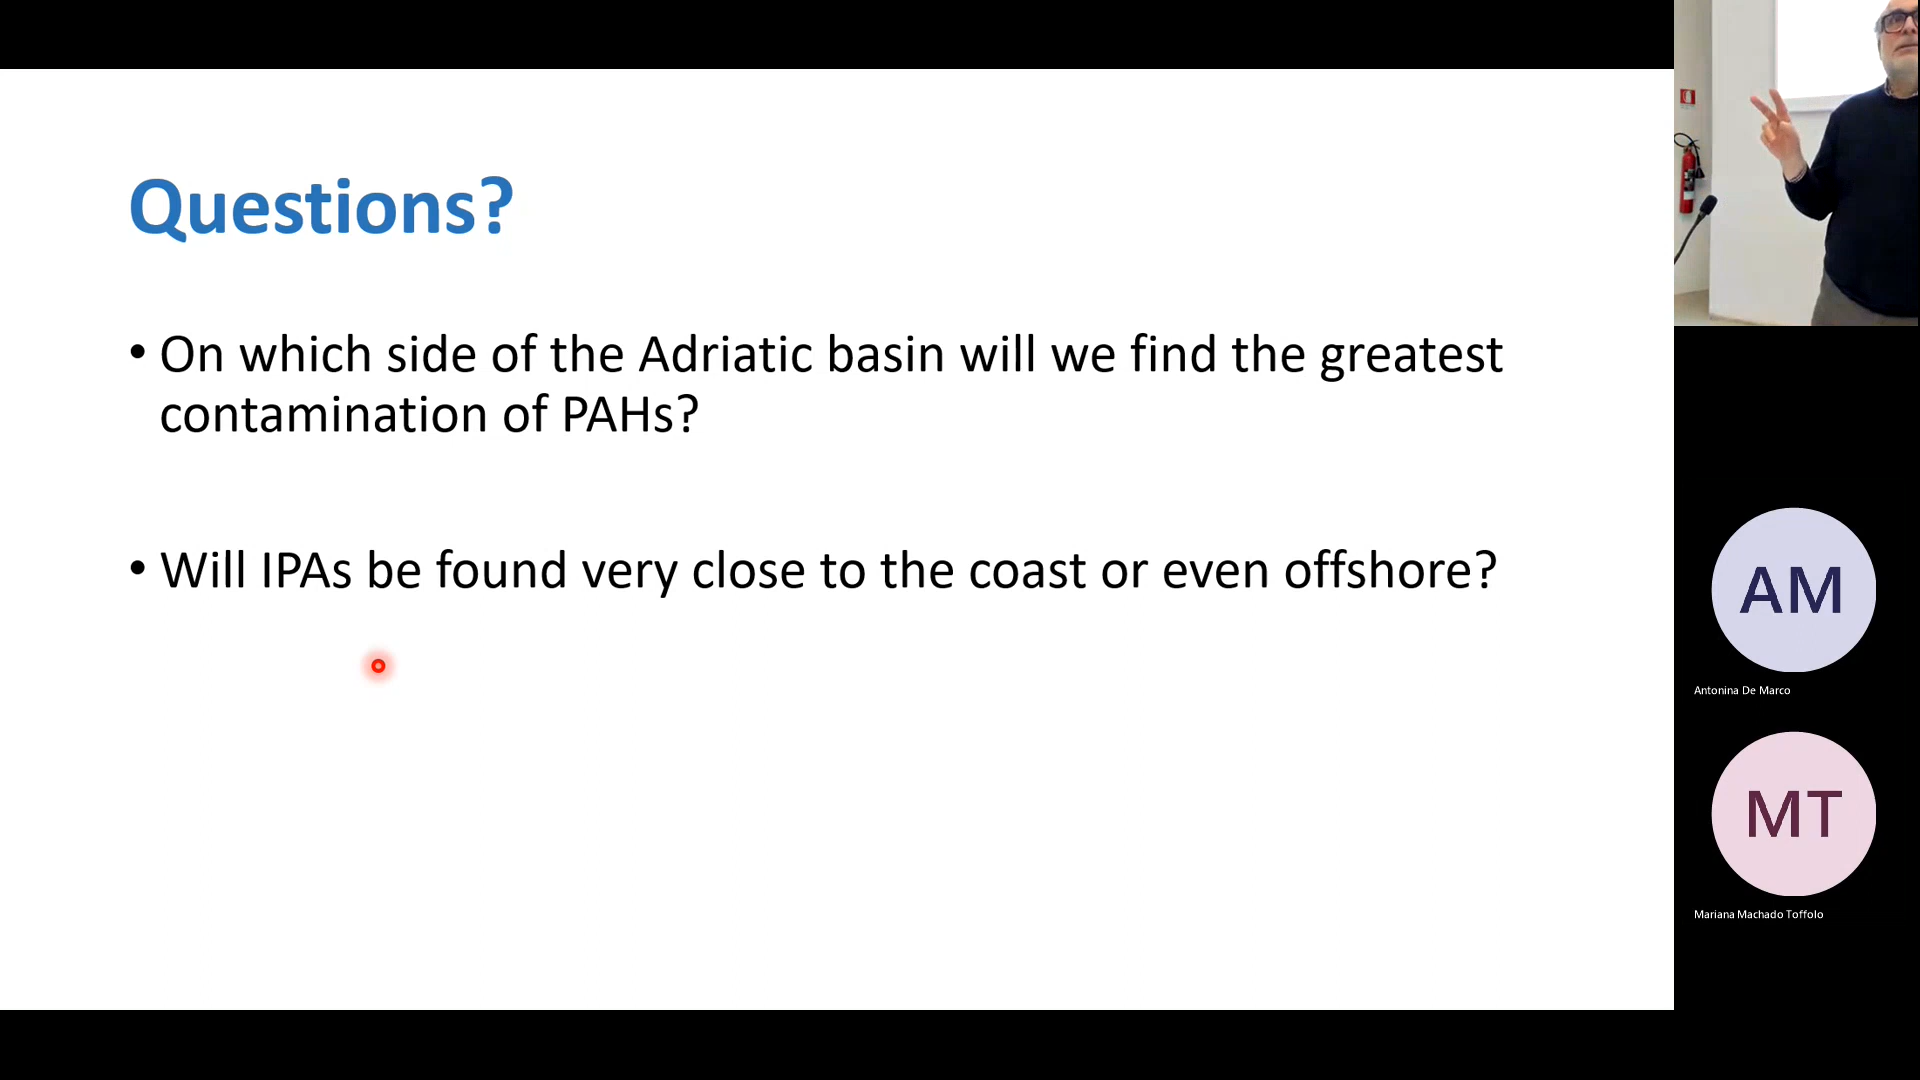 Questions?
• On which side of the Adriatic basin will we find the greatest
contamination of PAHs?
• Will IPAs be found very close to the coast or even offshore?
AM
Antonina De Marco
MT
Mariana Machado Toffolo